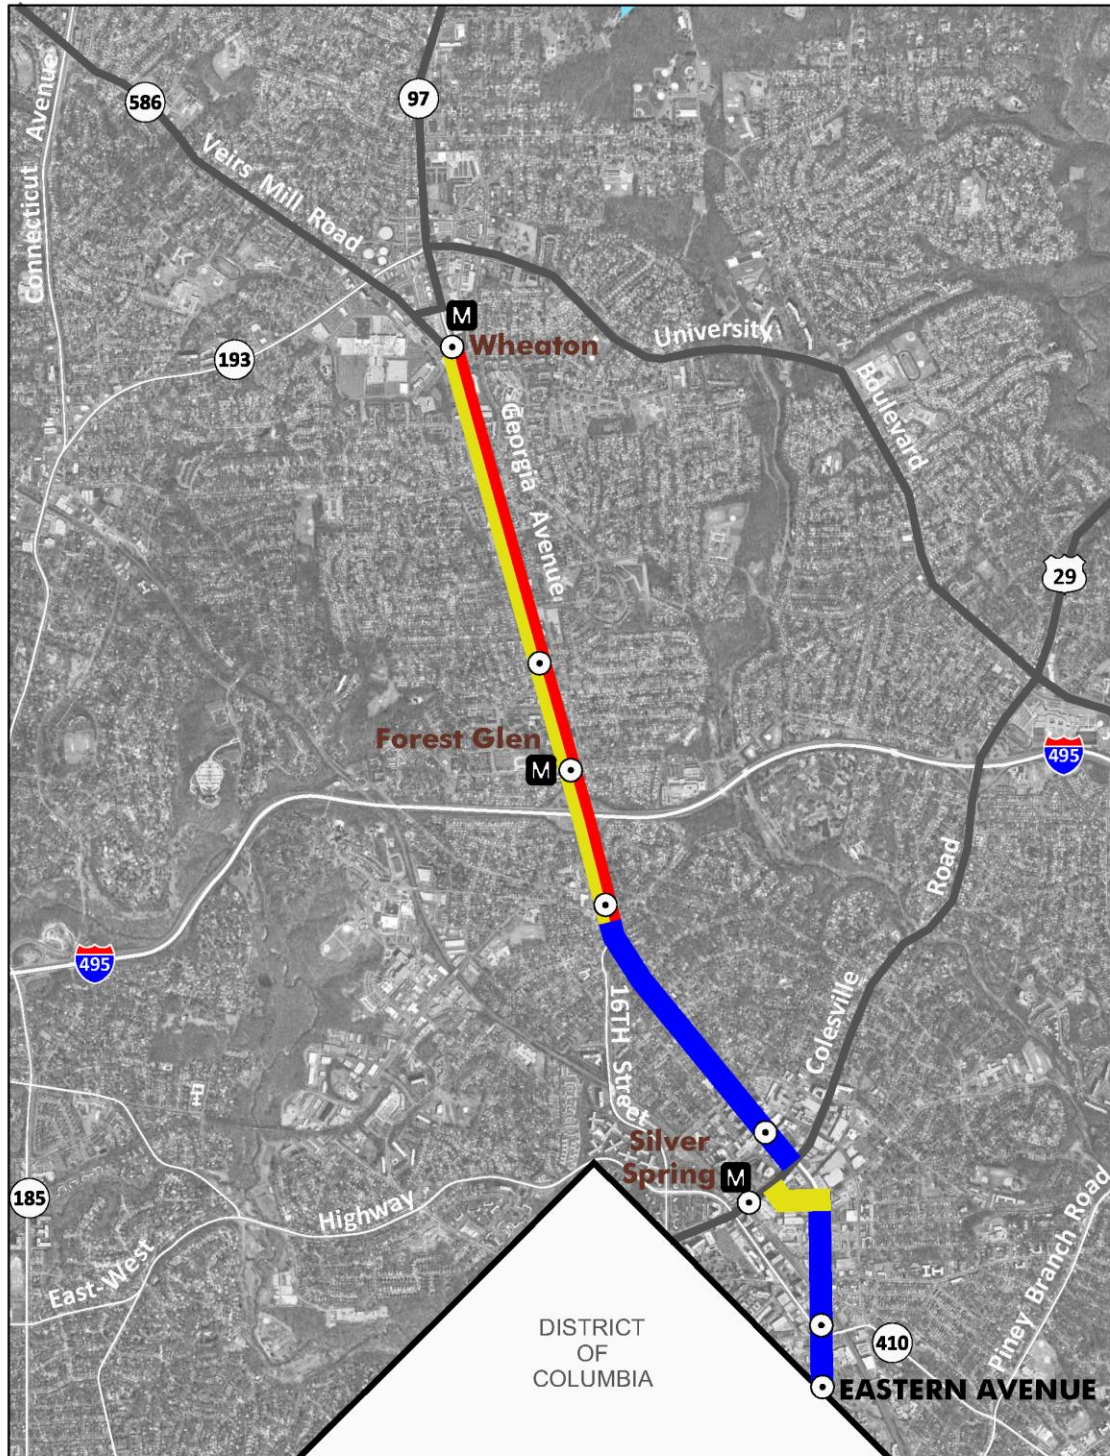 586
97
Connecticut Avenue
Veirs Mill Road
M
Wheaton
University
Boulevard
193
Georgia Avenue
29
Forest Glen
M
495
Road
495
16TH Street
Colesville
Silver
Spring
M
185
Highway
East-West
Piney Branch Road
DISTRICT
OF
COLUMBIA
410
EASTERN AVENUE